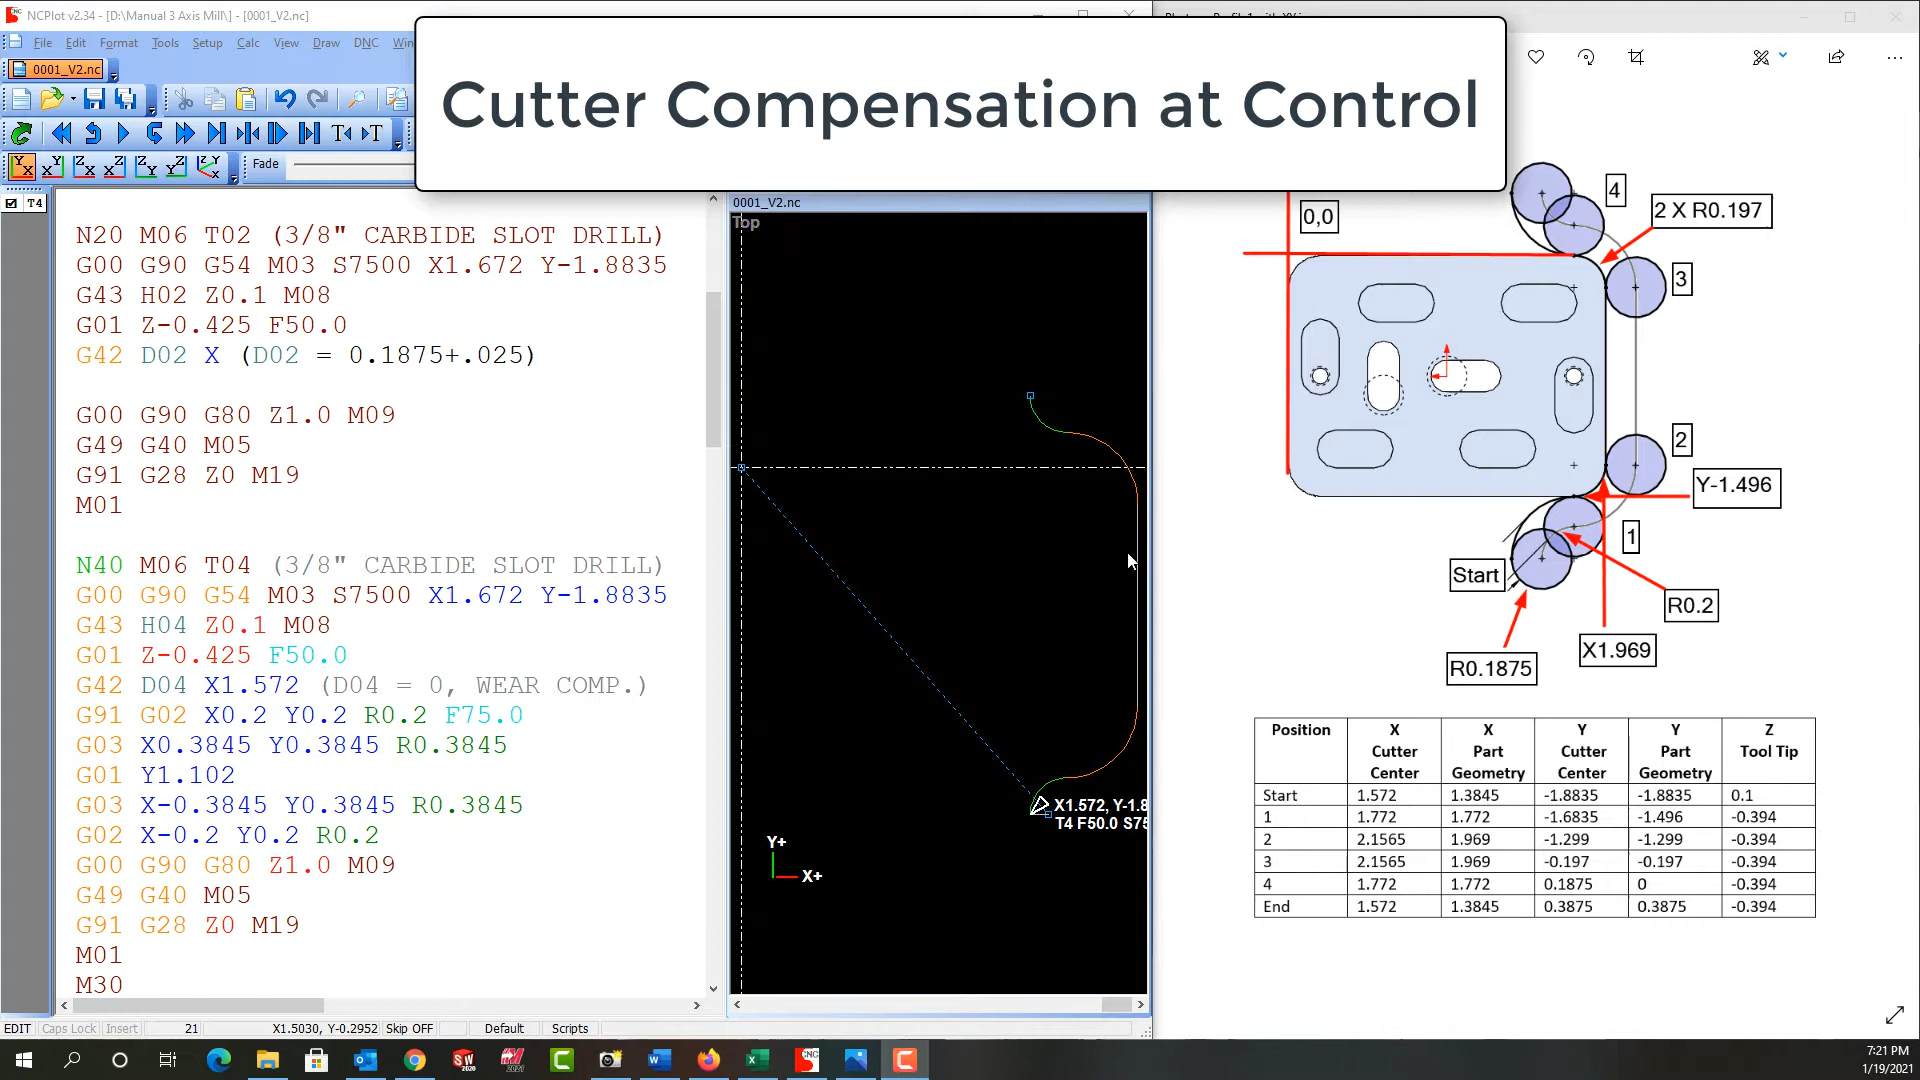 NCPlot v2.34 - [D:\Manual 3 Axis Mill\] - [0001_V2.nc]
File Edit Format Tools Setup Calc View Draw DNC Win
0001_V2.nc
Cutter Compensation at Control
Fade
T4
N20 M06 T02 (3/8" CARBIDE SLOT DRILL)
G00 G90 G54 M03 S7500 X1.672 Y-1.8835
G43 H02 Z0.1 M08
G01 Z-0.425 F50.0
G42 D02 X (D02 = 0.1875+.025)
G00 G90 G80 Z1.0 M09
G49 G40 M05
G91 G28 Z0 M19
M01
N40 M06 T04 (3/8" CARBIDE SLOT DRILL)
G00 G90 G54 M03 S7500 X1.672 Y-1.8835
G43 H04 Z0.1 M08
G01 Z-0.425 F50.0
G42 D04 X1.572 (D04 = 0, WEAR COMP.)
G91 G02 X0.2 Y0.2 R0.2 F75.0
G03 X0.3845 Y0.3845 R0.3845
G01 Y1.102
G03 X-0.3845 Y0.3845 R0.3845
G02 X-0.2 Y0.2 R0.2
G00 G90 G80 Z1.0 M09
G49 G40 M05
G91 G28 Z0 M19
M01
M30
0001_V2.nc
Top
X1.572, Y-1.8
T4 F50.0 S75
Y+
X+
0,0
4
2 X R0.197
3
2
Y-1.496
1
Start
R0.2
X1.969
R0.1875
Position X Cutter Center X Part Geometry Y Cutter Center Y Part Geometry Z Tool Tip
Start 1.572 1.3845 -1.8835 -1.8835 0.1
1 1.772 1.772 -1.6835 -1.496 -0.394
2 2.1565 1.969 -1.299 -1.299 -0.394
3 2.1565 1.969 -0.197 -0.197 -0.394
4 1.772 1.772 0.1875 0 -0.394
End 1.572 1.3845 0.3875 0.3875 -0.394
EDIT Caps Lock Insert 21 X1.5030, Y-0.2952 Skip OFF Default Scripts
7:21 PM
1/19/2021